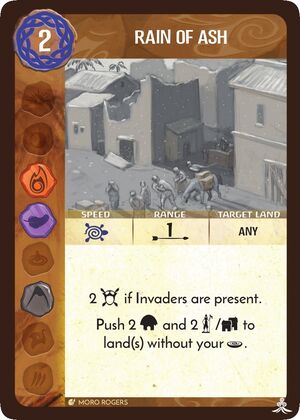 2
RAIN OF ASH
SPEED
RANGE
TARGET LAND
1
ANY
2 if Invaders are present.
Push 2 and 2 / to
land(s) without your .
MORO ROGERS